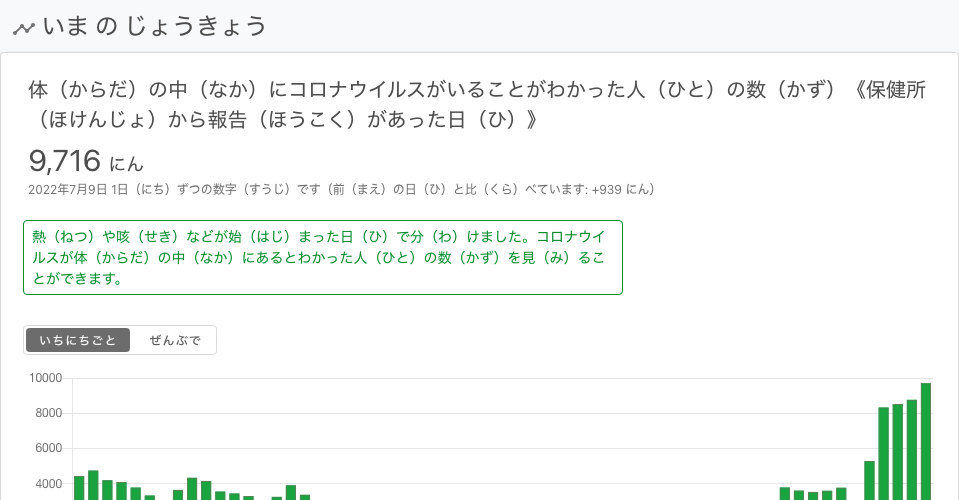 いま の じょうきょう
体（からだ）の中（なか）にコロナウイルスがいることがわかった人（ひと）の数（かず）《保健所
（ほけんじょ）から報告（ほうこく）があった日（ひ）》
9,716 にん
2022年7月9日 1日（にち）ずつの数字（すうじ）です（前（まえ）の日（ひ）と比（くら）べています: +939 にん）
熱（ねつ）や咳（せき）などが始（はじ）まった日（ひ）で分（わ）けました。コロナウイ
ルスが体（からだ）の中（なか）にあるとわかった人（ひと）の数（かず）を見（み）るこ
とができます。
いちにちごと ぜんぶで
10000
8000
6000
4000